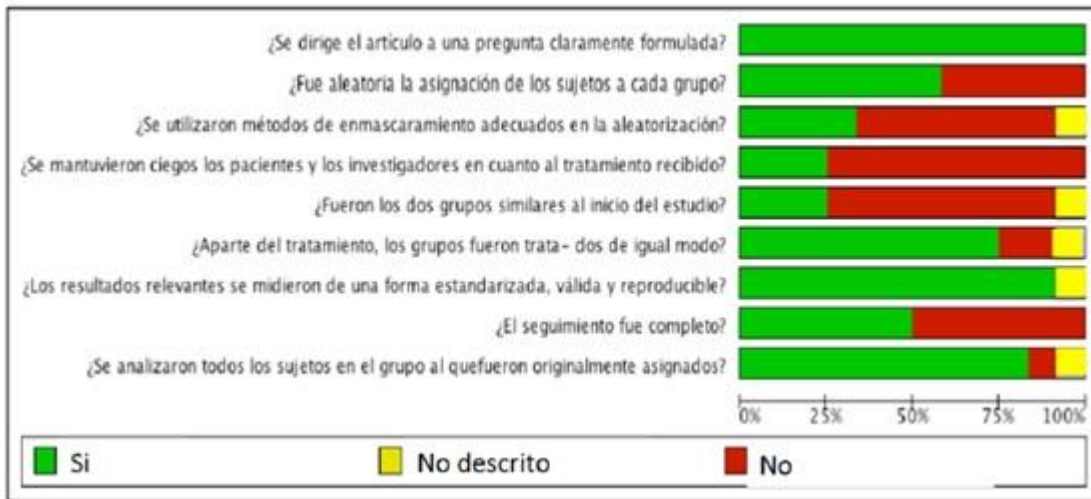 ¿Se dirige el artículo a una pregunta claramente formulada?
¿Fue aleatoria la asignación de los sujetos a cada grupo?
¿Se utilizaron métodos de enmascaramiento adecuados en la aleatorización?
¿Se mantuvieron ciegos los pacientes y los investigadores en cuanto al tratamiento recibido?
¿Fueron los dos grupos similares al inicio del estudio?
¿Aparte del tratamiento, los grupos fueron trata- dos de igual modo?
¿Los resultados relevantes se midieron de una forma estandarizada, válida y reproducible?
¿El seguimiento fue completo?
¿Se analizaron todos los sujetos en el grupo al quefueron originalmente asignados?
0% 25% 50% 75% 100%
Si No descrito No